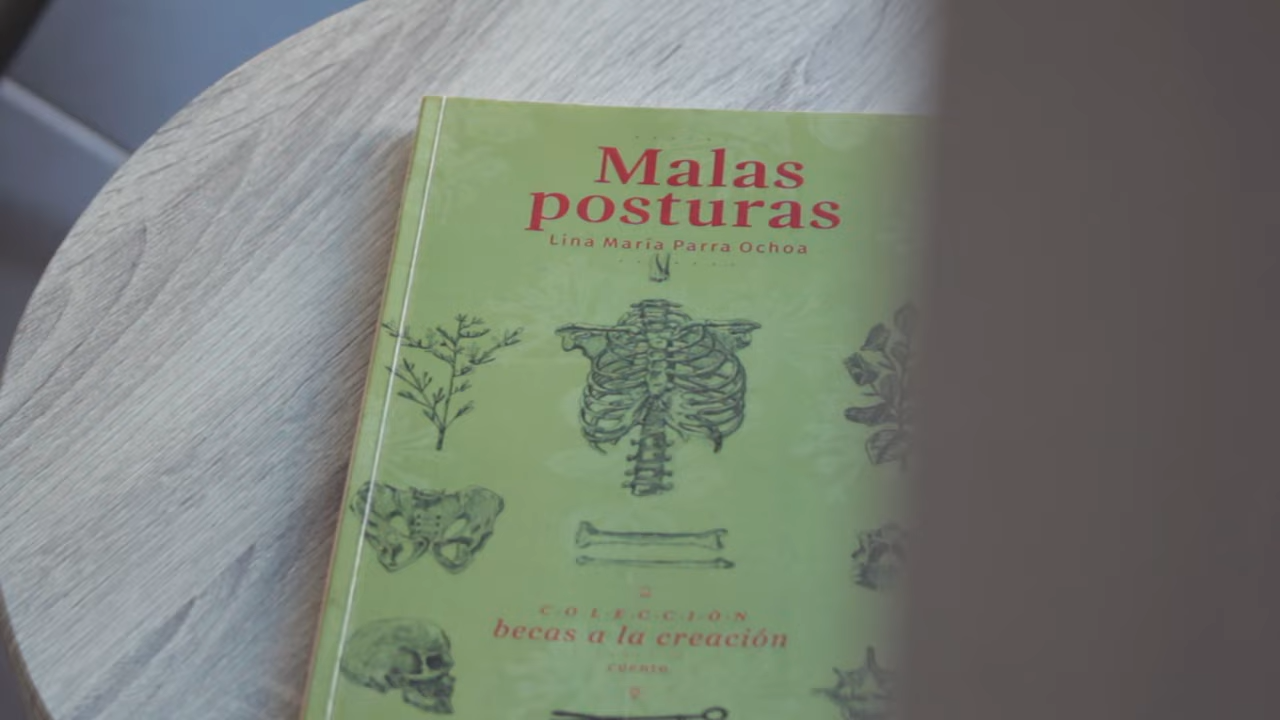 Malas
posturas
Lina María Parra Ochoa
COLECCIÓN
becas a la creación
cuento